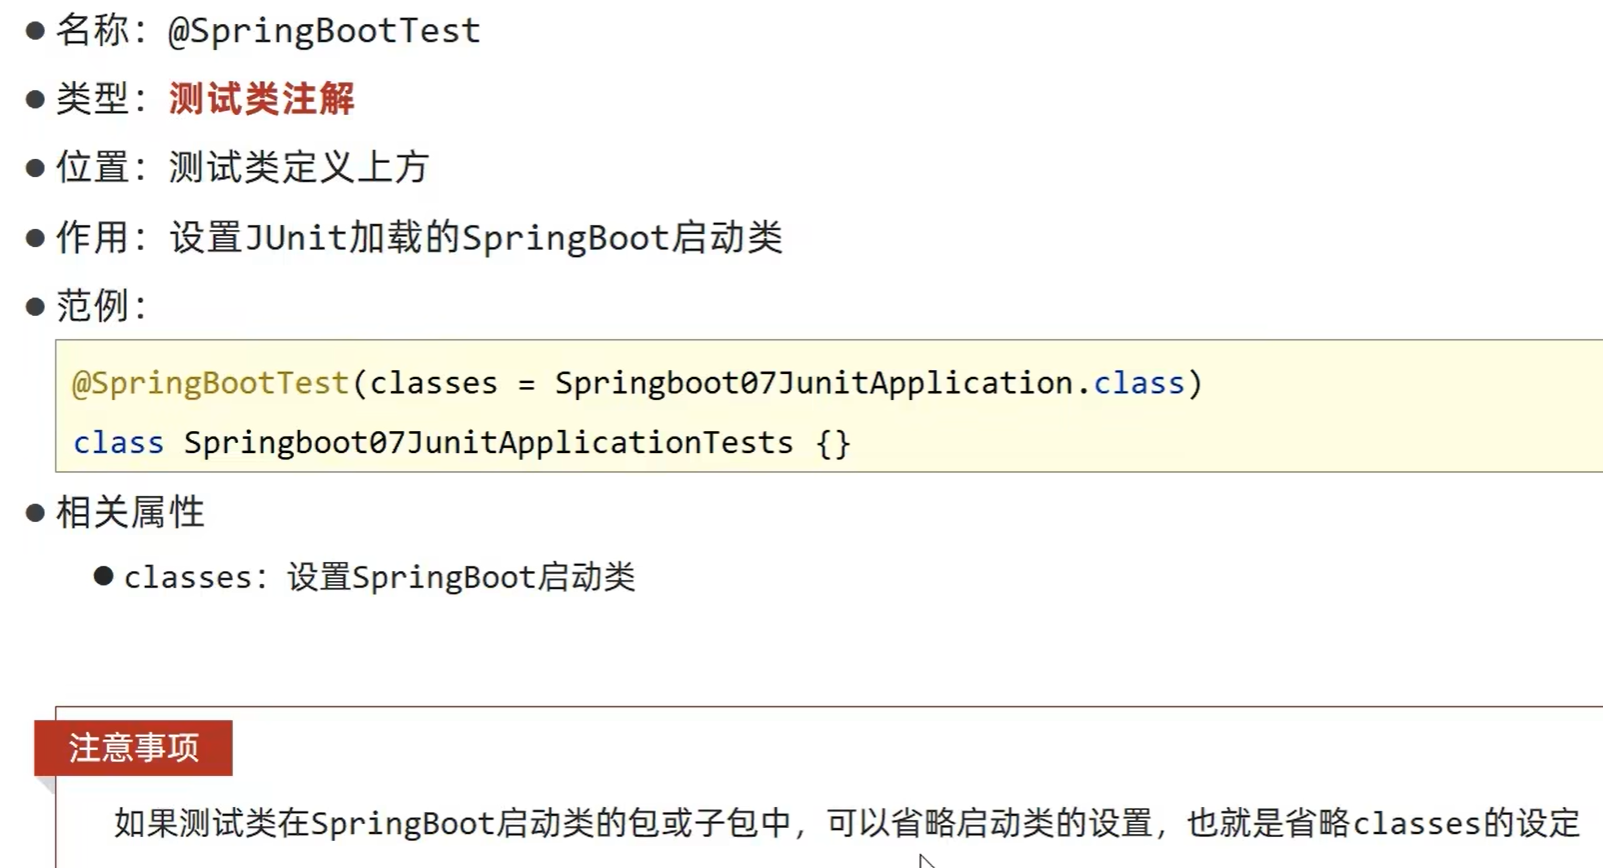 名称：@SpringBootTest
类型：测试类注解
位置：测试类定义上方
作用：设置JUnit加载的SpringBoot启动类
范例：
@SpringBootTest(classes = Springboot07JunitApplication.class)
class Springboot07JunitApplicationTests {}
相关属性
classes：设置SpringBoot启动类
注意事项
如果测试类在SpringBoot启动类的包或子包中，可以省略启动类的设置，也就是省略classes的设定